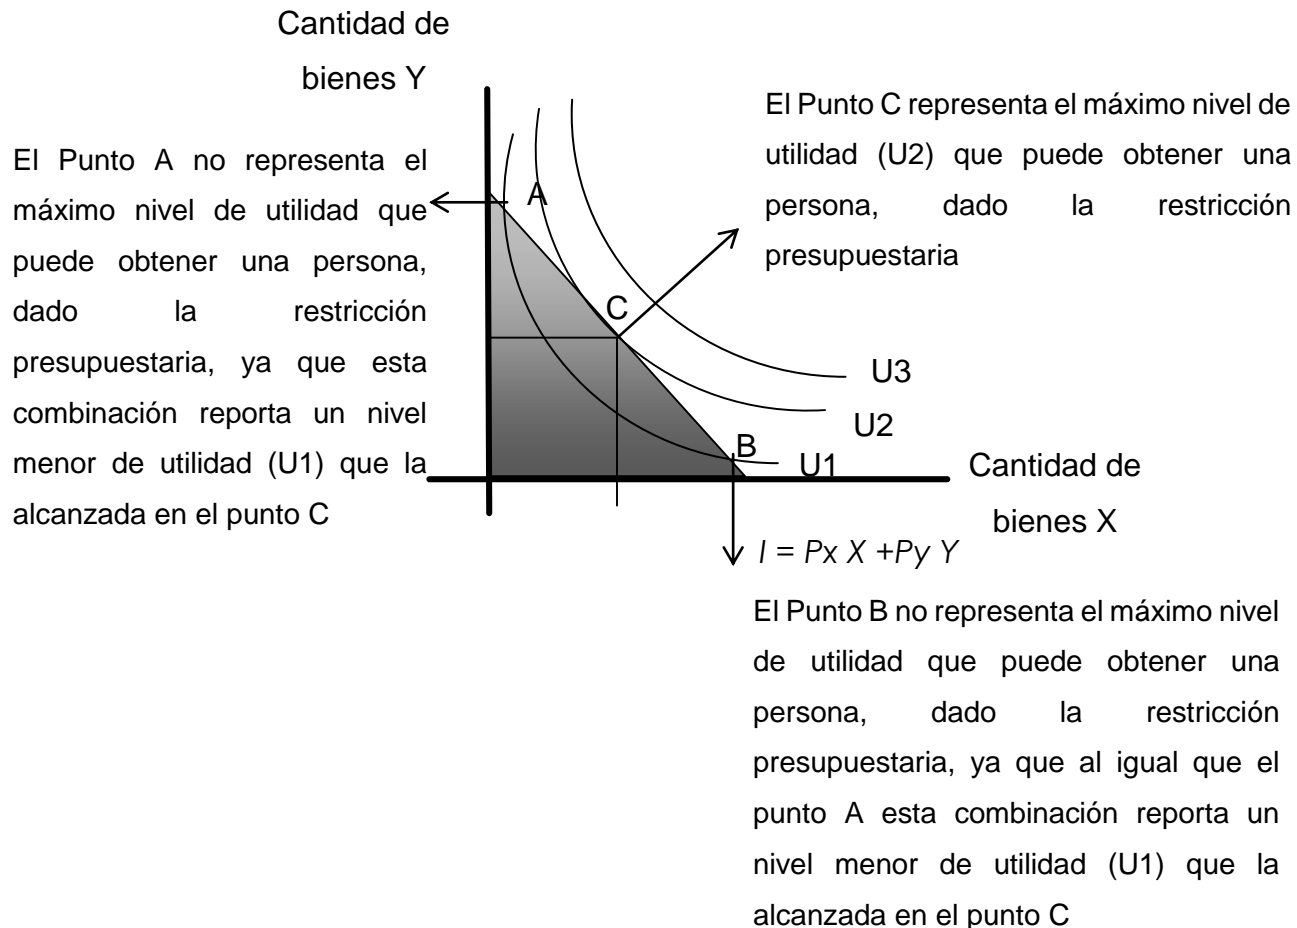 Cantidad de
bienes Y
El Punto A no representa el
máximo nivel de utilidad que
puede obtener una persona,
dado la restricción
presupuestaria, ya que esta
combinación reporta un nivel
menor de utilidad (U1) que la
alcanzada en el punto C
El Punto C representa el máximo nivel de
utilidad (U2) que puede obtener una
persona, dado la restricción
presupuestaria
A
C
B
U3
U2
U1
Cantidad de
bienes X
I = Px X +Py Y
El Punto B no representa el máximo nivel
de utilidad que puede obtener una
persona, dado la restricción
presupuestaria, ya que al igual que el
punto A esta combinación reporta un
nivel menor de utilidad (U1) que la
alcanzada en el punto C